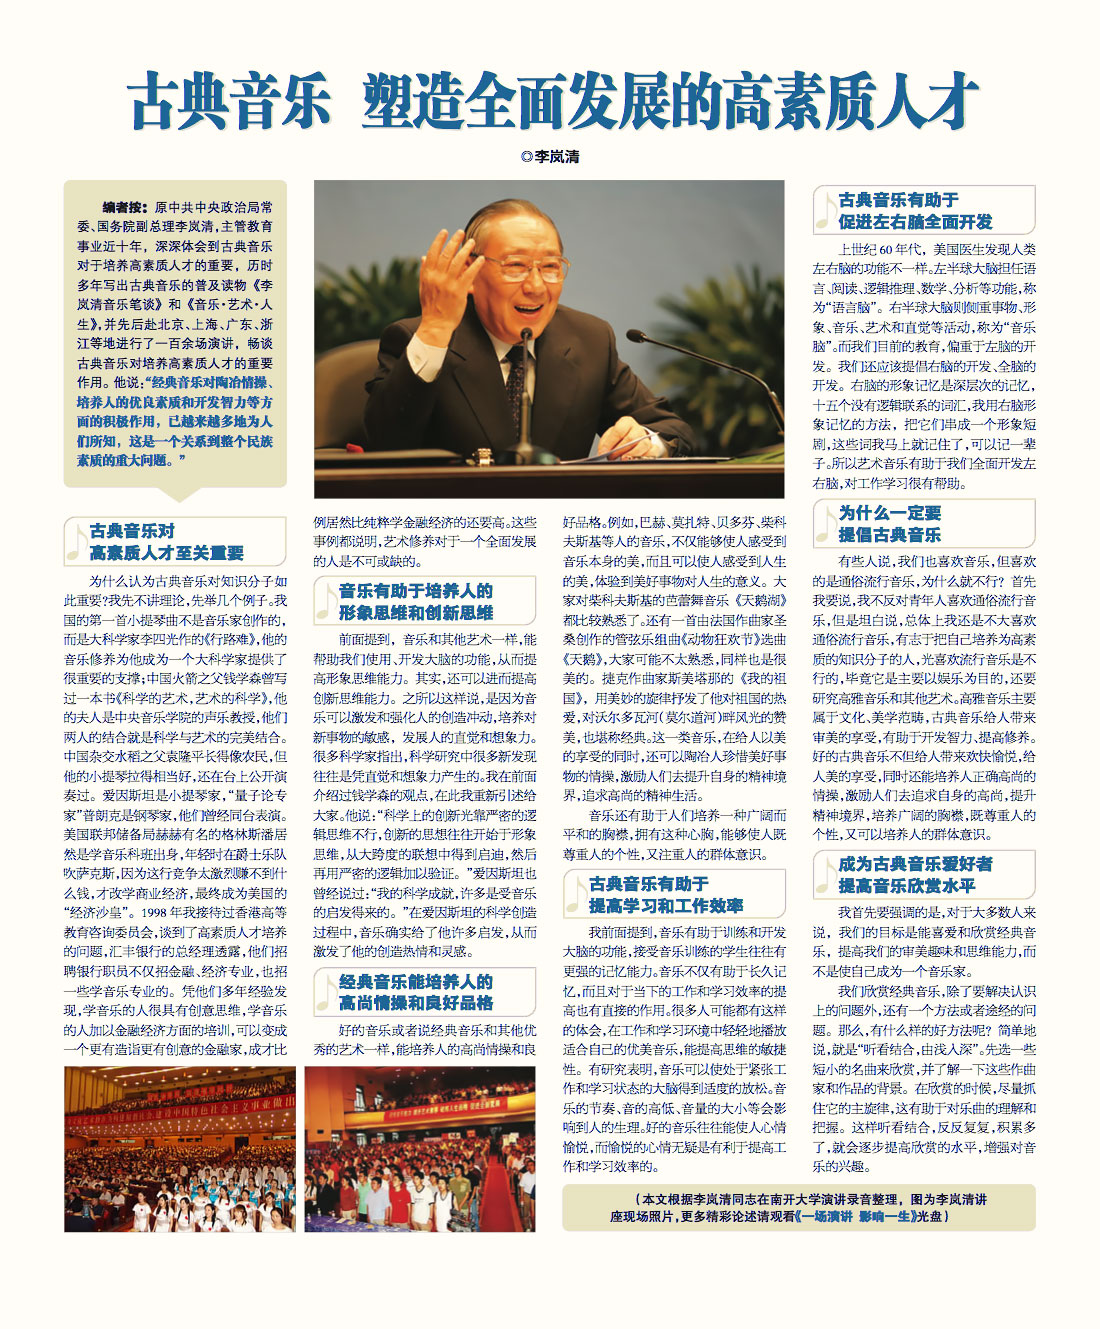 古典音乐 塑造全面发展的高素质人才
◎李岚清
编者按：原中共中央政治局常
委、国务院副总理李岚清,主管教育
事业近十年，深深体会到古典音乐
对于培养高素质人才的重要，历时
多年写出古典音乐的普及读物《李
岚清音乐笔谈》和《音乐·艺术·人
生》,并先后赴北京、上海、广东、浙
江等地进行了一百余场演讲，畅谈
古典音乐对培养高素质人才的重要
作用。他说:“经典音乐对陶冶情操、
培养人的优良素质和开发智力等方
面的积极作用，已越来越多地为人
们所知，这是一个关系到整个民族
素质的重大问题。”
古典音乐对
高素质人才至关重要
为什么认为古典音乐对知识分子如
此重要?我先不讲理论,先举几个例子。我
国的第一首小提琴曲不是音乐家创作的,
而是大科学家李四光作的《行路难》,他的
音乐修养为他成为一个大科学家提供了
很重要的支撑;中国火箭之父钱学森曾写
过一本书《科学的艺术,艺术的科学》,他
的夫人是中央音乐学院的声乐教授,他们
两人的结合就是科学与艺术的完美结合。
中国杂交水稻之父袁隆平长得像农民,但
他的小提琴拉得相当好,还在台上公开演
奏过。爱因斯坦是小提琴家,“量子论专
家”普朗克是钢琴家,他们曾经同台表演。
美国联邦储备局赫赫有名的格林斯潘居
然是学音乐科班出身,年轻时在爵士乐队
吹萨克斯,因为这行竞争太激烈赚不到什
么钱,才改学商业经济,最终成为美国的
“经济沙皇”。1998 年我接待过香港高等
教育咨询委员会,谈到了高素质人才培养
的问题,汇丰银行的总经理透露,他们招
聘银行职员不仅招金融、经济专业,也招
一些学音乐专业的。凭他们多年经验发
现,学音乐的人很具有创意思维,学音乐
的人加以金融经济方面的培训,可以变成
一个更有造诣更有创意的金融家,成才比
例居然比纯粹学金融经济的还要高。这些
事例都说明,艺术修养对于一个全面发展
的人是不可或缺的。
音乐有助于培养人的
形象思维和创新思维
前面提到，音乐和其他艺术一样,能
帮助我们使用、开发大脑的功能,从而提
高形象思维能力。其实,还可以进而提高
创新思维能力。之所以这样说,是因为音
乐可以激发和强化人的创造冲动,培养对
新事物的敏感，发展人的直觉和想象力。
很多科学家指出,科学研究中很多新发现
往往是凭直觉和想象力产生的。我在前面
介绍过钱学森的观点,在此我重新引述给
大家。他说:“科学上的创新光靠严密的逻
辑思维不行,创新的思想往往开始于形象
思维,从大跨度的联想中得到启迪,然后
再用严密的逻辑加以验证。”爱因斯坦也
曾经说过:“我的科学成就,许多是受音乐
的启发得来的。”在爱因斯坦的科学创造
过程中,音乐确实给了他许多启发,从而
激发了他的创造热情和灵感。
经典音乐能培养人的
高尚情操和良好品格
好的音乐或者说经典音乐和其他优
秀的艺术一样,能培养人的高尚情操和良
好品格。例如,巴赫、莫扎特、贝多芬、柴科
夫斯基等人的音乐,不仅能够使人感受到
音乐本身的美,而且可以使人感受到人生
的美,体验到美好事物对人生的意义。大
家对柴科夫斯基的芭蕾舞音乐《天鹅湖》
都比较熟悉了。还有一首由法国作曲家圣
桑创作的管弦乐组曲《动物狂欢节》选曲
《天鹅》,大家可能不太熟悉,同样也是很
美的。捷克作曲家斯美塔那的《我的祖
国》，用美妙的旋律抒发了他对祖国的热
爱,对沃尔多瓦河(莫尔道河)畔风光的赞
美,也堪称经典。这一类音乐,在给人以美
的享受的同时,还可以陶冶人珍惜美好事
物的情操,激励人们去提升自身的精神境
界,追求高尚的精神生活。
音乐还有助于人们培养一种广阔而
平和的胸襟,拥有这种心胸,能够使人既
尊重人的个性,又注重人的群体意识。
古典音乐有助于
提高学习和工作效率
我前面提到,音乐有助于训练和开发
大脑的功能,接受音乐训练的学生往往有
更强的记忆能力。音乐不仅有助于长久记
忆,而且对于当下的工作和学习效率的提
高也有直接的作用。很多人可能都有这样
的体会,在工作和学习环境中轻轻地播放
适合自己的优美音乐,能提高思维的敏捷
性。有研究表明,音乐可以使处于紧张工
作和学习状态的大脑得到适度的放松。音
乐的节奏、音的高低、音量的大小等会影
响到人的生理。好的音乐往往能使人心情
愉悦,而愉悦的心情无疑是有利于提高工
作和学习效率的。
古典音乐有助于
促进左右脑全面开发
上世纪 60 年代，美国医生发现人类
左右脑的功能不一样。左半球大脑担任语
言、阅读、逻辑推理、数学、分析等功能,称
为“语言脑”。右半球大脑则侧重事物、形
象、音乐、艺术和直觉等活动,称为“音乐
脑”。而我们目前的教育,偏重于左脑的开
发。我们还应该提倡右脑的开发、全脑的
开发。右脑的形象记忆是深层次的记忆,
十五个没有逻辑联系的词汇,我用右脑形
象记忆的方法，把它们串成一个形象短
剧,这些词我马上就记住了,可以记一辈
子。所以艺术音乐有助于我们全面开发左
右脑,对工作学习很有帮助。
为什么一定要
提倡古典音乐
有些人说,我们也喜欢音乐,但喜欢
的是通俗流行音乐,为什么就不行？首先
我要说,我不反对青年人喜欢通俗流行音
乐,但是坦白说,总体上我还是不大喜欢
通俗流行音乐,有志于把自己培养为高素
质的知识分子的人,光喜欢流行音乐是不
行的,毕竟它是主要以娱乐为目的,还要
研究高雅音乐和其他艺术。高雅音乐主要
属于文化、美学范畴,古典音乐给人带来
审美的享受,有助于开发智力、提高修养。
好的古典音乐不但给人带来欢快愉悦,给
人美的享受,同时还能培养人正确高尚的
情操,激励人们去追求自身的高尚,提升
精神境界,培养广阔的胸襟,既尊重人的
个性,又可以培养人的群体意识。
成为古典音乐爱好者
提高音乐欣赏水平
我首先要强调的是,对于大多数人来
说，我们的目标是能喜爱和欣赏经典音
乐，提高我们的审美趣味和思维能力,而
不是使自己成为一个音乐家。
我们欣赏经典音乐,除了要解决认识
上的问题外,还有一个方法或者途经的问
题。那么,有什么样的好方法呢？简单地
说,就是“听看结合,由浅入深”。先选一些
短小的名曲来欣赏,并了解一下这些作曲
家和作品的背景。在欣赏的时候,尽量抓
住它的主旋律,这有助于对乐曲的理解和
把握。这样听看结合,反反复复,积累多
了,就会逐步提高欣赏的水平,增强对音
乐的兴趣。
(本文根据李岚清同志在南开大学演讲录音整理，图为李岚清讲
座现场照片,更多精彩论述请观看《一场演讲 影响一生》光盘)